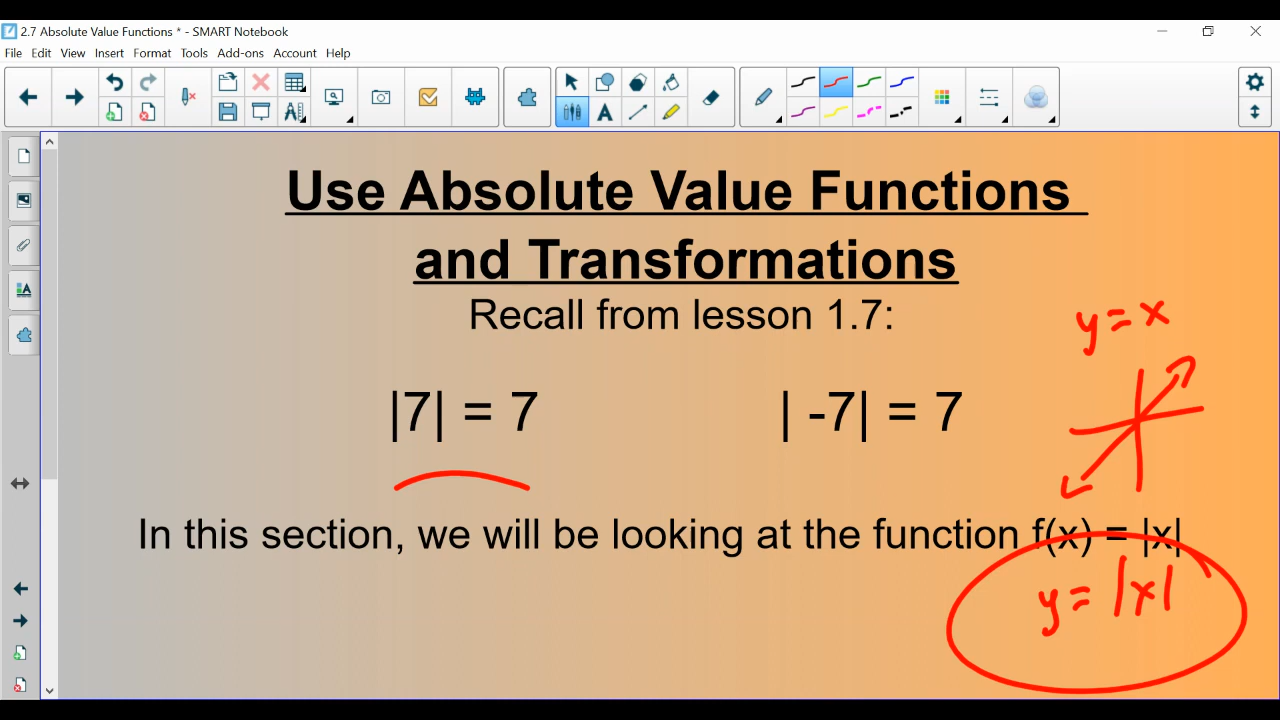 2.7 Absolute Value Functions * - SMART Notebook
File Edit View Insert Format Tools Add-ons Account Help
Use Absolute Value Functions
and Transformations
Recall from lesson 1.7:
y = x
|7| = 7
| -7| = 7
In this section, we will be looking at the function f(x) = |x|
y = |x|